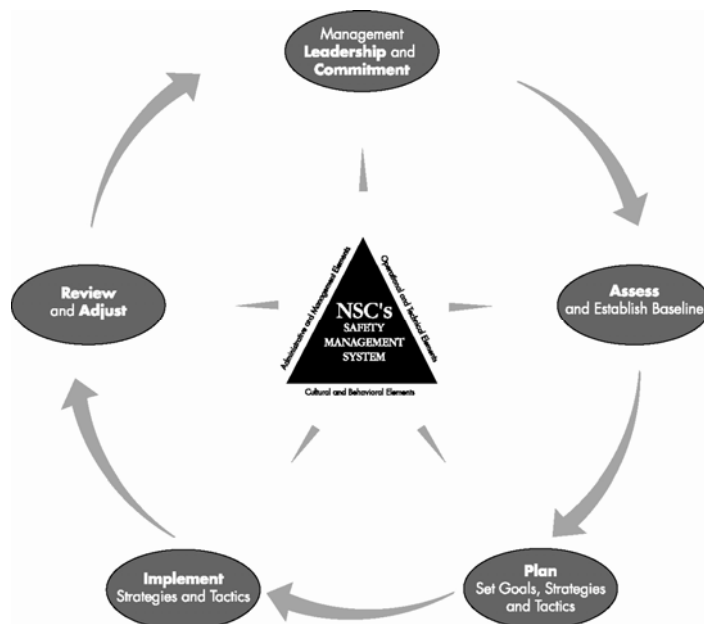 Management
Leadership and
Commitment
Assess
and Establish Baseline
Plan
Set Goals, Strategies
and Tactics
Implement
Strategies and Tactics
Review
and Adjust
Administrative and Management Elements
Operational and Technical Elements
NSC's
SAFETY
MANAGEMENT
SYSTEM
Cultural and Behavioral Elements